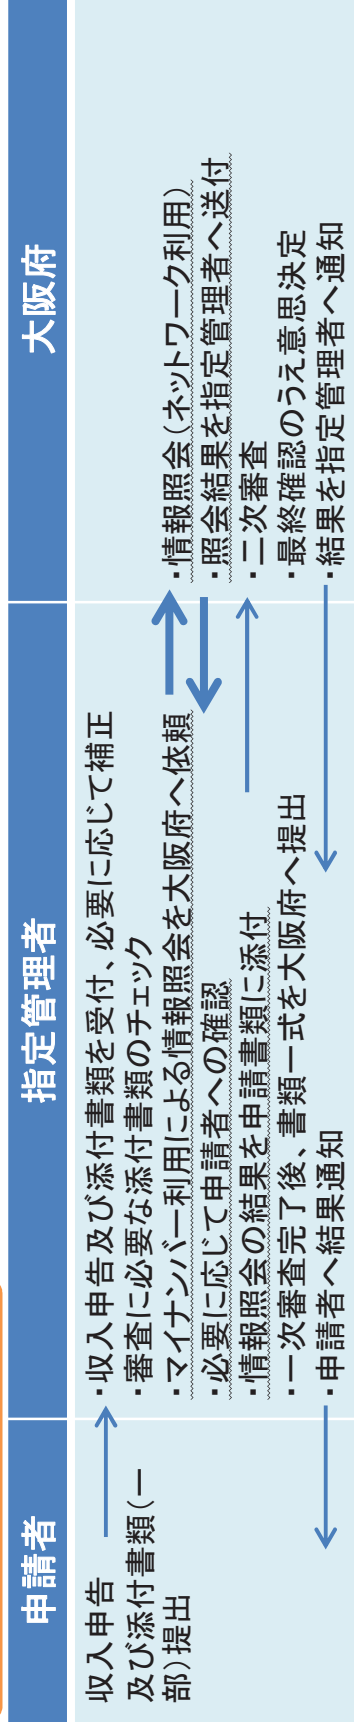 申請者
指定管理者
大阪府
収入申告
及び添付書類(一
部)提出
・収入申告及び添付書類を受付、必要に応じて補正
・審査に必要な添付書類のチェック
・マイナンバー利用による情報照会を大阪府へ依頼
・必要に応じて申請者への確認
・情報照会の結果を申請書類に添付
・一次審査完了後、書類一式を大阪府へ提出
・申請者へ結果通知
・情報照会(ネットワーク利用)
・照会結果を指定管理者へ送付
・二次審査
・最終確認のうえ意思決定
・結果を指定管理者へ通知